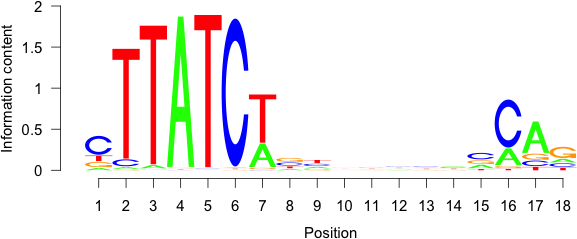 Information content
2
1.5
1
0.5
0
C T T A T C T A C A G
1 2 3 4 5 6 7 8 9 10 11 12 13 14 15 16 17 18
Position